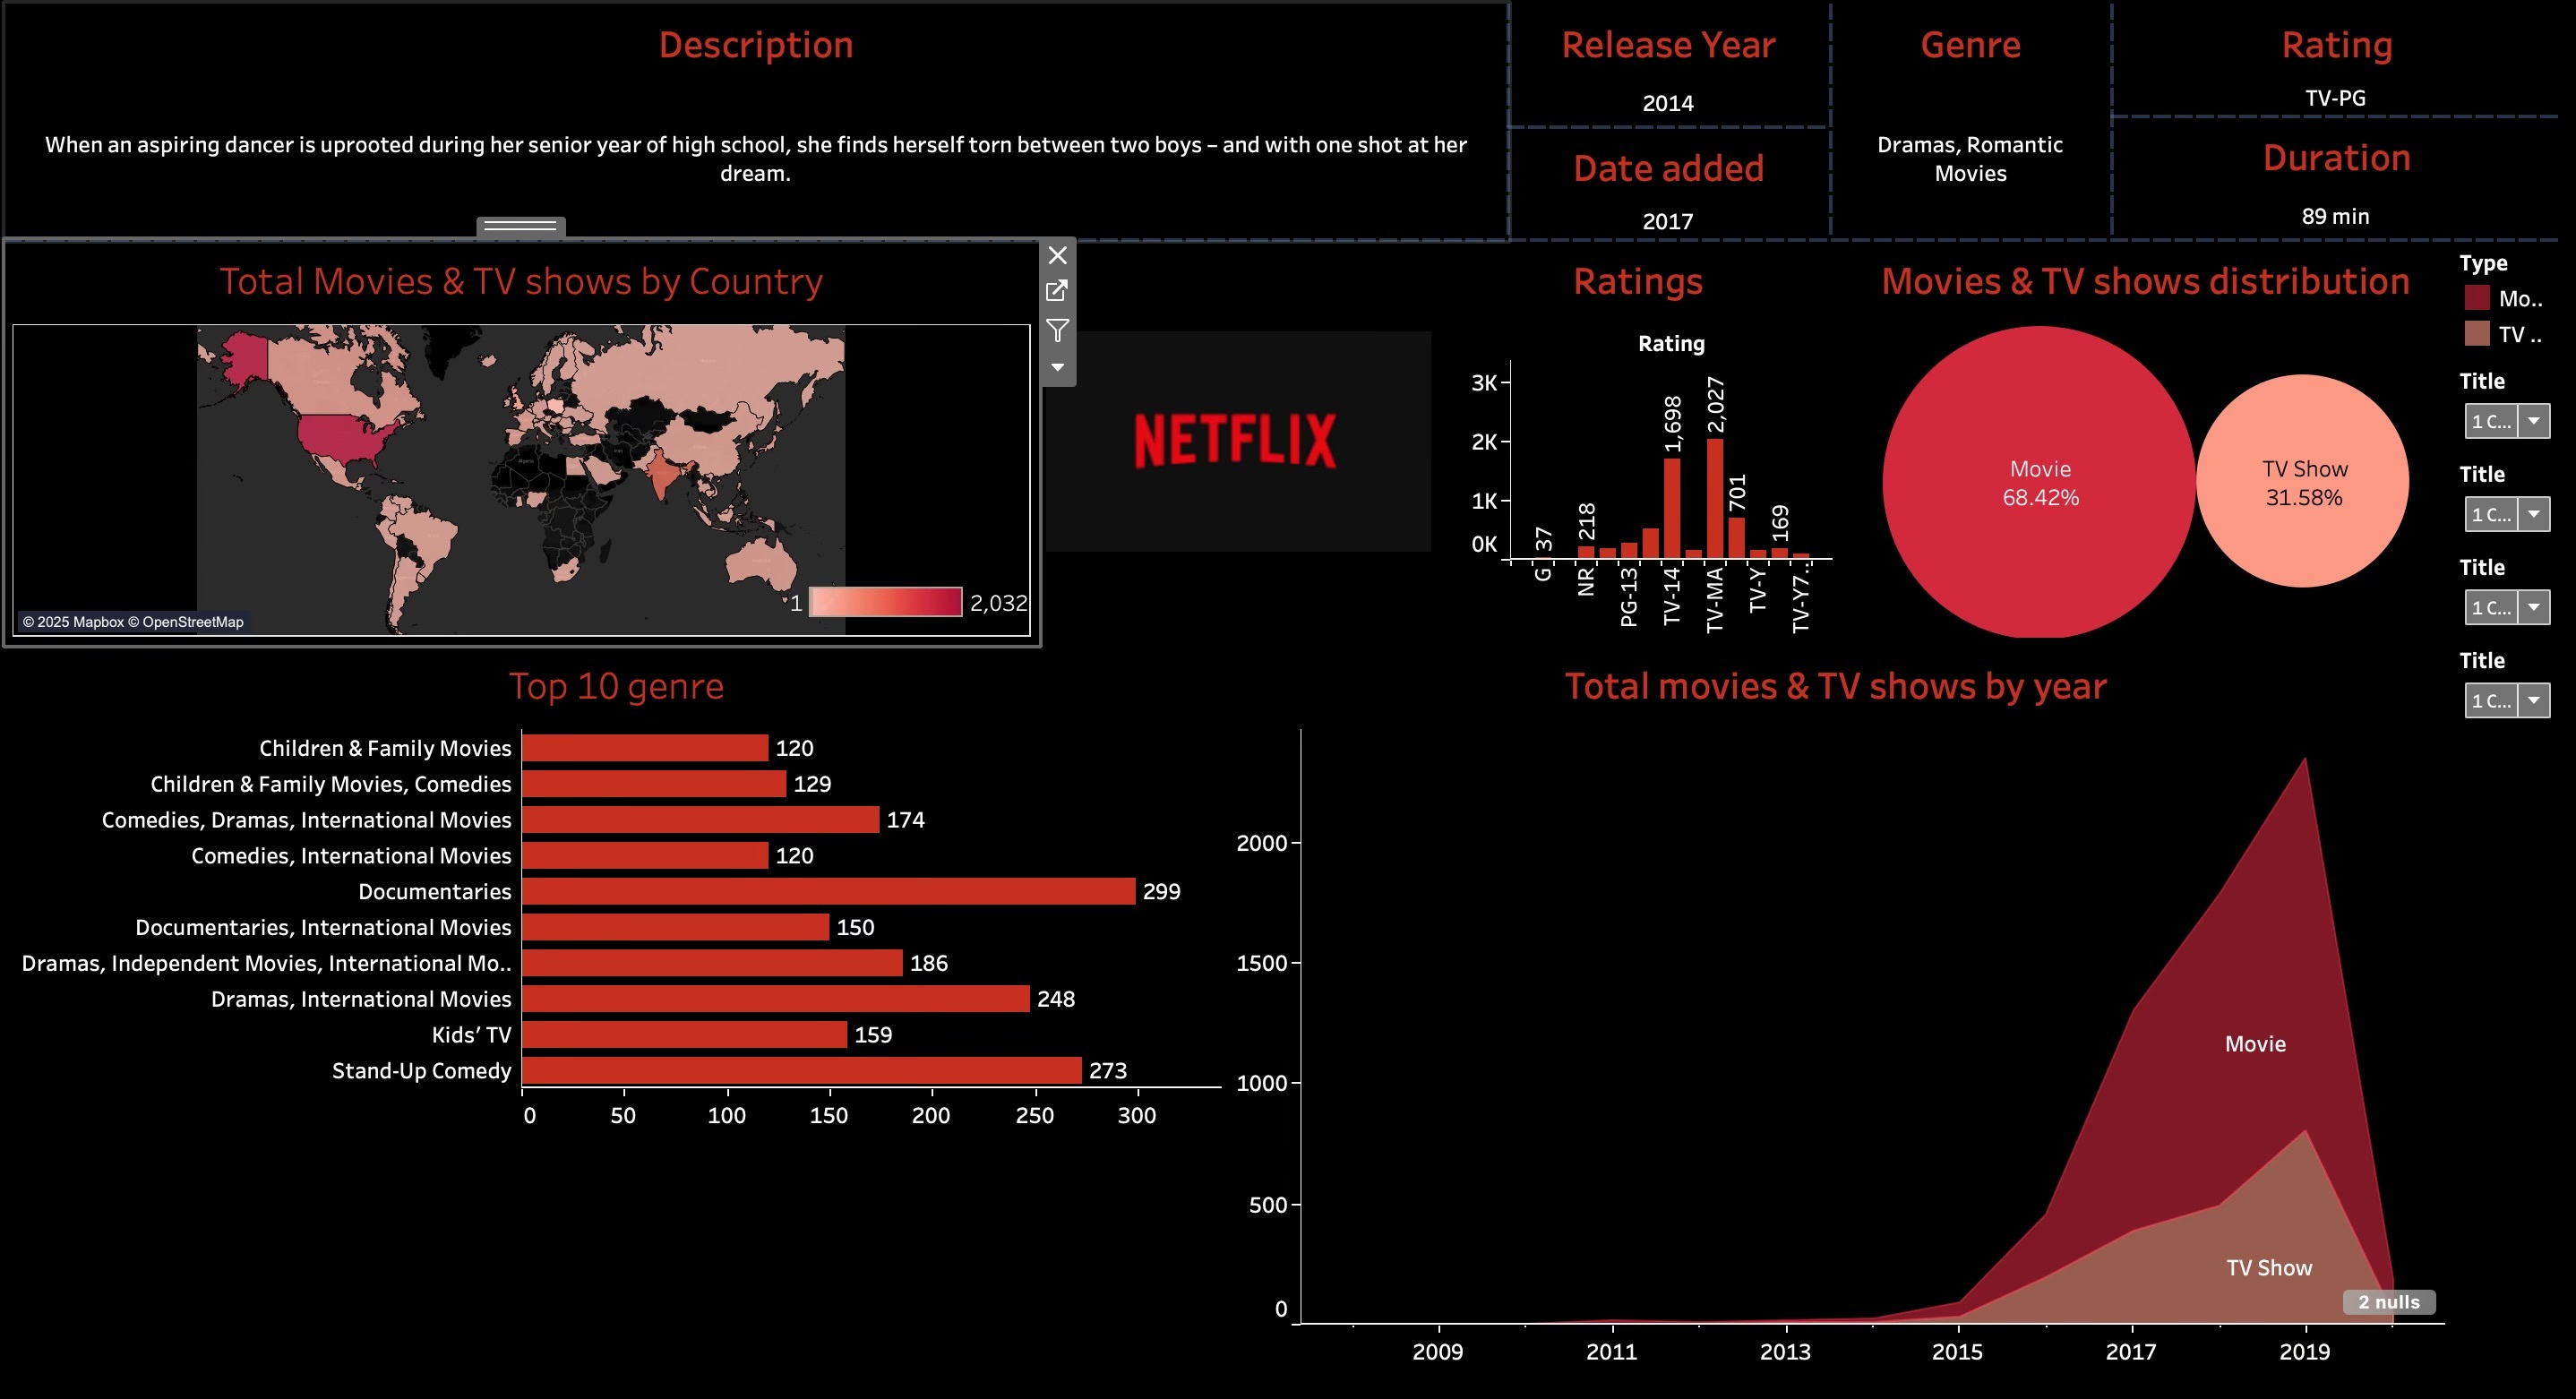 Description
When an aspiring dancer is uprooted during her senior year of high school, she finds herself torn between two boys – and with one shot at her
dream.
Release Year
2014
Date added
2017
Genre
Dramas, Romantic
Movies
Rating
TV-PG
Duration
89 min
Total Movies & TV shows by Country
1
2,032
© 2025 Mapbox © OpenStreetMap
NETFLIX
Ratings
Rating
3K
2K
1K
0K
37
218
1,698
2,027
701
169
G
NR
PG-13
TV-14
TV-MA
TV-Y
TV-Y7..
Movies & TV shows distribution
Movie
68.42%
TV Show
31.58%
Type
Mo..
TV ..
Title
1 C...
Title
1 C...
Title
1 C...
Title
1 C...
Top 10 genre
Children & Family Movies
120
Children & Family Movies, Comedies
129
Comedies, Dramas, International Movies
174
Comedies, International Movies
120
Documentaries
299
Documentaries, International Movies
150
Dramas, Independent Movies, International Mo..
186
Dramas, International Movies
248
Kids’ TV
159
Stand-Up Comedy
273
0 50 100 150 200 250 300
Total movies & TV shows by year
2000
1500
1000
500
0
Movie
TV Show
2 nulls
2009 2011 2013 2015 2017 2019